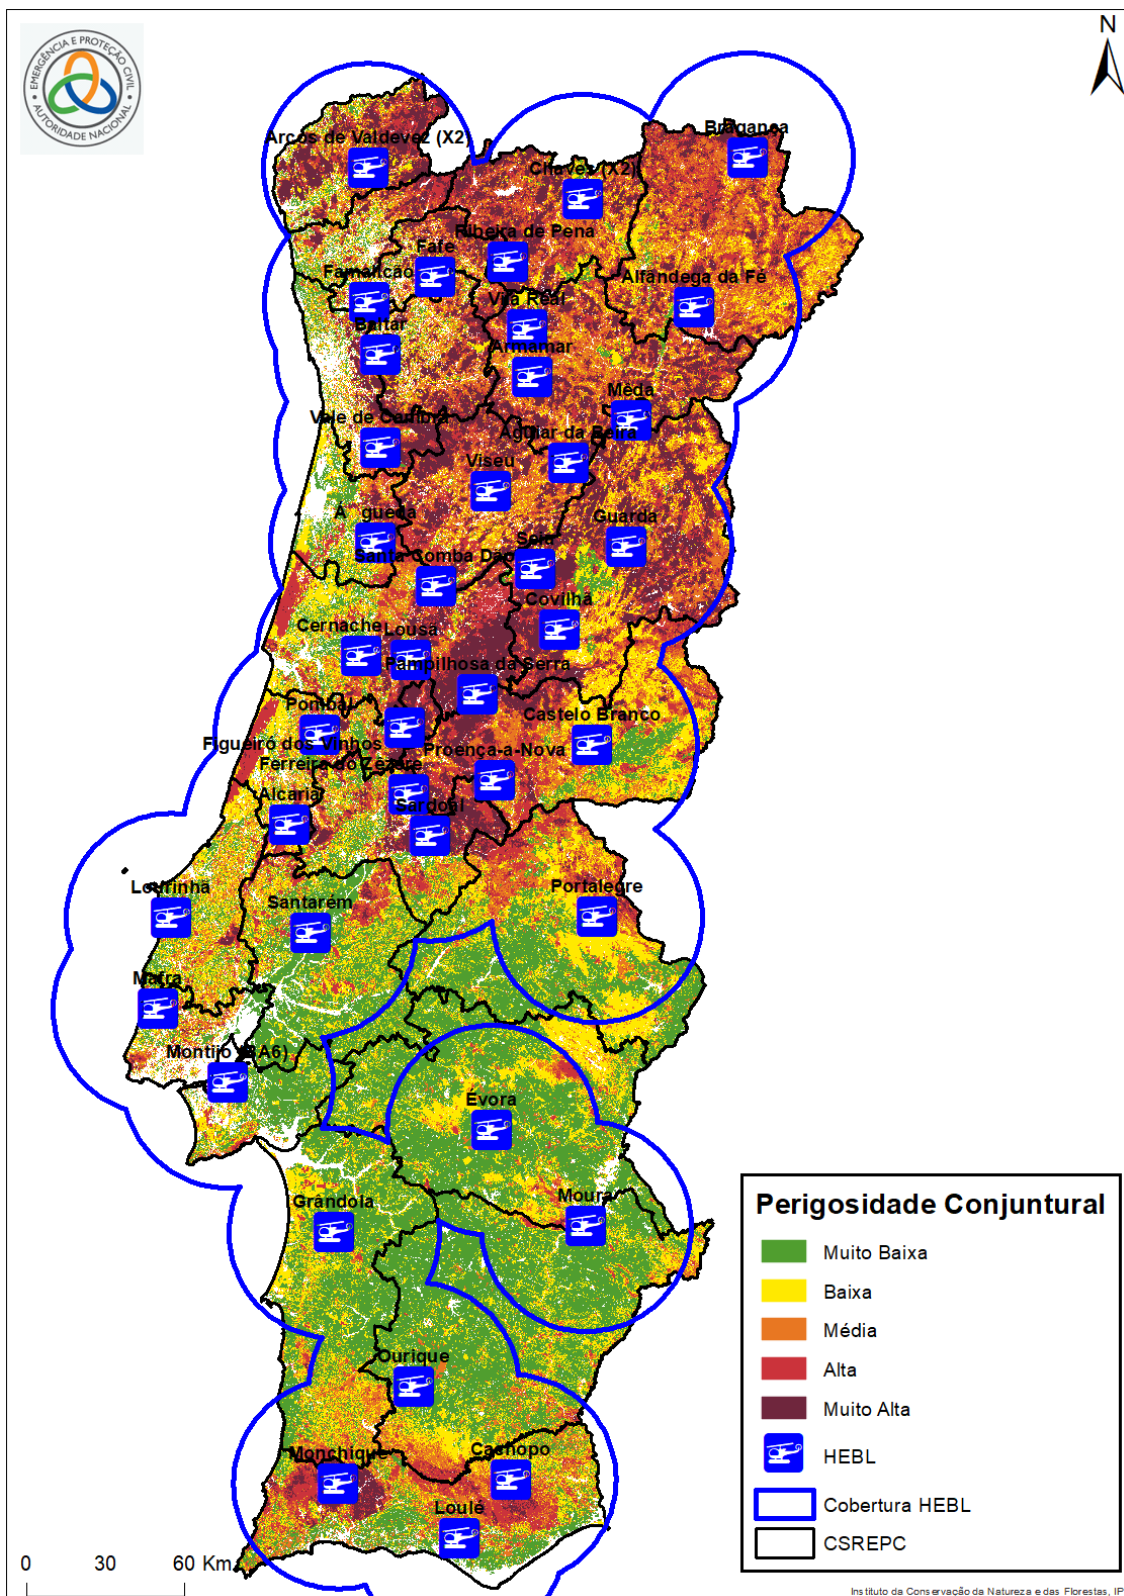 EMERGÊNCIA E PROTEÇÃO CIVIL
AUTORIDADE NACIONAL
N
Arcos de Valdevez (X2)
Bragança
Chaves (X2)
Ribeira de Pena
Fafe
Famalicão
Alfândega da Fé
Vila Real
Baltar
Armamar
Mêda
Vale de Cambra
Aguiar da Beira
Viseu
Á gueda
Guarda
Seia
Santa Comba Dão
Covilhã
Cernache
Lousã
Pampilhosa da Serra
Pombal
Castelo Branco
Figueiró dos Vinhos
Proença-a-Nova
Ferreira do Zêzere
Alcaria
Sardoal
Lourinhã
Santarém
Portalegre
Mafra
Montijo (BA6)
Évora
Grândola
Moura
Ourique
Monchique
Cachopo
Loulé
Perigosidade Conjuntural
Muito Baixa
Baixa
Média
Alta
Muito Alta
HEBL
Cobertura HEBL
CSREPC
0 30 60 Km
Instituto da Conservação da Natureza e das Florestas, IP